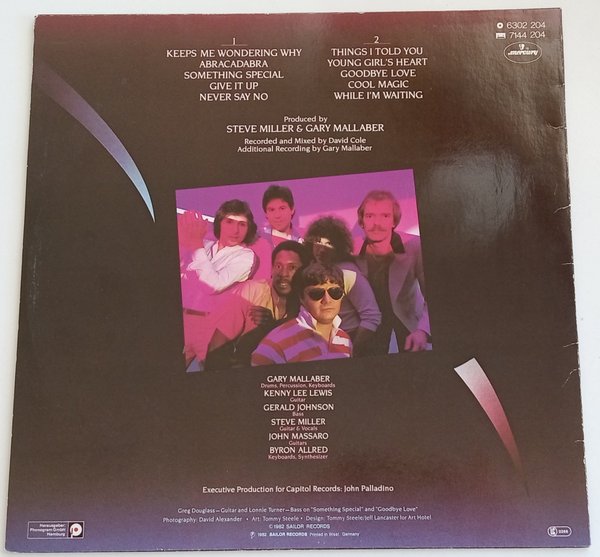 6302 204
7144 204
mercury
1
KEEPS ME WONDERING WHY
ABRACADABRA
SOMETHING SPECIAL
GIVE IT UP
NEVER SAY NO
2
THINGS I TOLD YOU
YOUNG GIRL'S HEART
GOODBYE LOVE
COOL MAGIC
WHILE I'M WAITING
Produced by
STEVE MILLER & GARY MALLABER
Recorded and Mixed by David Cole
Additional Recording by Gary Mallaber
GARY MALLABER
Drums, Percussion, Keyboards
KENNY LEE LEWIS
Guitar
GERALD JOHNSON
Bass
STEVE MILLER
Guitar & Vocals
JOHN MASSARO
Guitars
BYRON ALLRED
Keyboards, Synthesizer
Executive Production for Capitol Records: John Palladino
Greg Douglass–Guitar and Lonnie Turner–Bass on "Something Special" and "Goodbye Love"
Photography: David Alexander • Art: Tommy Steele • Design: Tommy Steele/Jeff Lancaster for Art Hotel
© 1982 SAILOR RECORDS
℗ 1982 SAILOR RECORDS Printed in West Germany
Herausgeber:
Phonogram GmbH
Hamburg